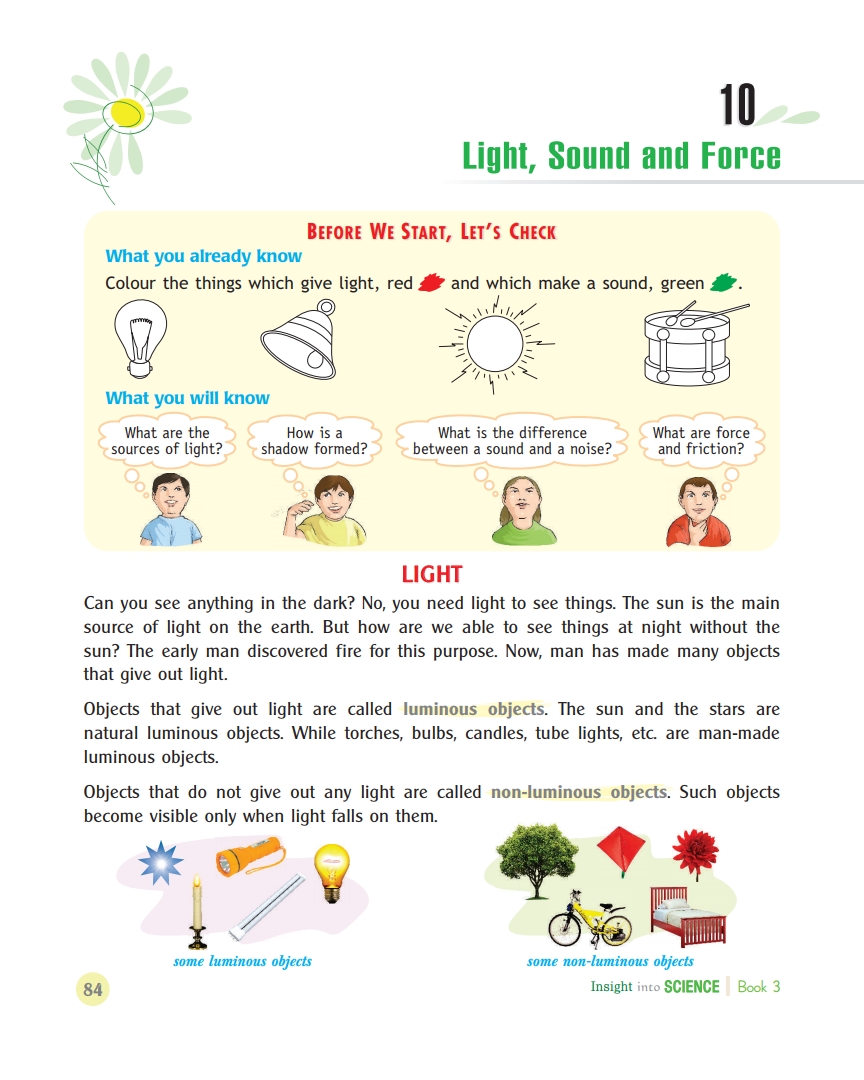 10
Light, Sound and Force
BEFORE WE START, LET'S CHECK
What you already know
Colour the things which give light, red and which make a sound, green .
What you will know
What are the
sources of light?
How is a
shadow formed?
What is the difference
between a sound and a noise?
What are force
and friction?
LIGHT
Can you see anything in the dark? No, you need light to see things. The sun is the main
source of light on the earth. But how are we able to see things at night without the
sun? The early man discovered fire for this purpose. Now, man has made many objects
that give out light.
Objects that give out light are called luminous objects. The sun and the stars are
natural luminous objects. While torches, bulbs, candles, tube lights, etc. are man-made
luminous objects.
Objects that do not give out any light are called non-luminous objects. Such objects
become visible only when light falls on them.
some luminous objects
some non-luminous objects
84
Insight into SCIENCE Book 3